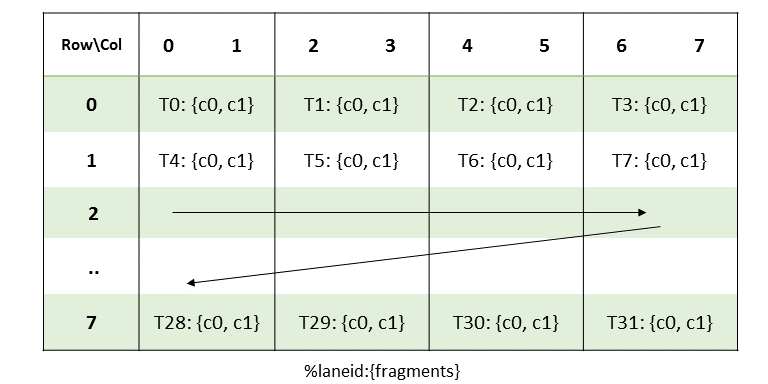 Row\Col 0 1 2 3 4 5 6 7
0 T0: {c0, c1} T1: {c0, c1} T2: {c0, c1} T3: {c0, c1}
1 T4: {c0, c1} T5: {c0, c1} T6: {c0, c1} T7: {c0, c1}
2
..
7 T28: {c0, c1} T29: {c0, c1} T30: {c0, c1} T31: {c0, c1}
%laneid:{fragments}